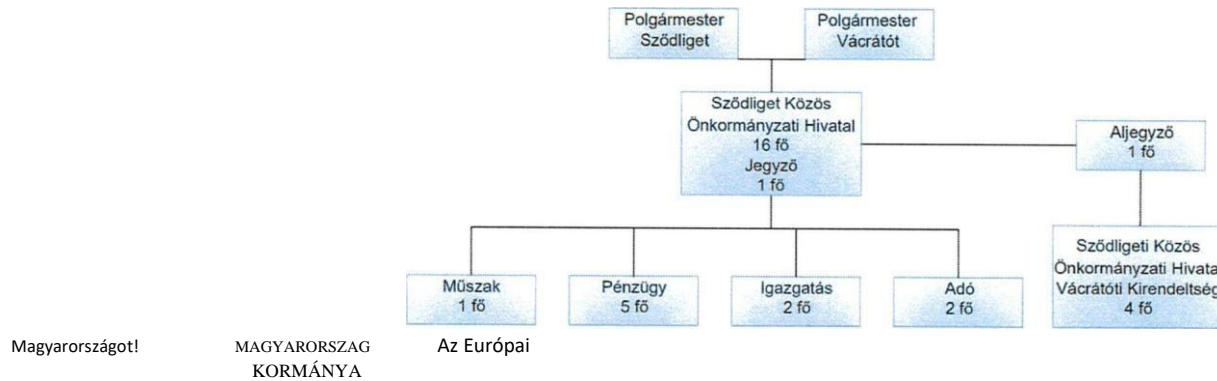 Polgármester
Sződliget
Polgármester
Vácrátót
Sződliget Közös
Önkormányzati Hivatal
16 fő
Jegyző
1 fő
Aljegyző
1 fő
Műszak
1 fő
Pénzügy
5 fő
Igazgatás
2 fő
Adó
2 fő
Sződligeti Közös
Önkormányzati Hivata
Vácrátóti Kirendeltség
4 fő
Magyarországot!
MAGYARORSZAG
KORMÁNYA
Az Európai